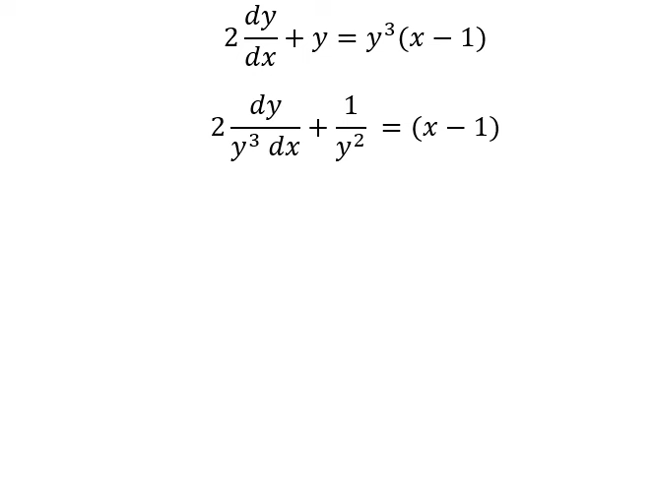 2 dy/dx + y = y³(x − 1)
2 dy/(y³ dx) + 1/y² = (x − 1)